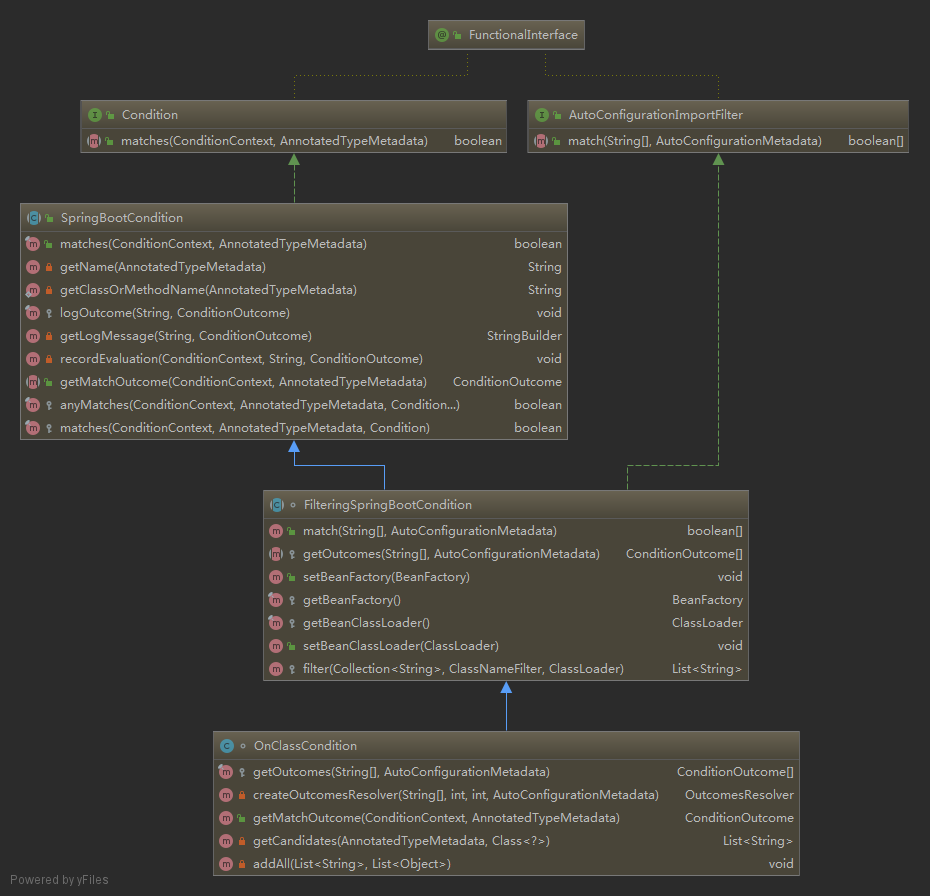 FunctionalInterface
Condition
matches(ConditionContext, AnnotatedTypeMetadata) boolean
AutoConfigurationImportFilter
match(String[], AutoConfigurationMetadata) boolean[]
SpringBootCondition
matches(ConditionContext, AnnotatedTypeMetadata) boolean
getName(AnnotatedTypeMetadata) String
getClassOrMethodName(AnnotatedTypeMetadata) String
logOutcome(String, ConditionOutcome) void
getLogMessage(String, ConditionOutcome) StringBuilder
recordEvaluation(ConditionContext, String, ConditionOutcome) void
getMatchOutcome(ConditionContext, AnnotatedTypeMetadata) ConditionOutcome
anyMatches(ConditionContext, AnnotatedTypeMetadata, Condition...) boolean
matches(ConditionContext, AnnotatedTypeMetadata, Condition) boolean
FilteringSpringBootCondition
match(String[], AutoConfigurationMetadata) boolean[]
getOutcomes(String[], AutoConfigurationMetadata) ConditionOutcome[]
setBeanFactory(BeanFactory) void
getBeanFactory() BeanFactory
getBeanClassLoader() ClassLoader
setBeanClassLoader(ClassLoader) void
filter(Collection<String>, ClassNameFilter, ClassLoader) List<String>
OnClassCondition
getOutcomes(String[], AutoConfigurationMetadata) ConditionOutcome[]
createOutcomesResolver(String[], int, int, AutoConfigurationMetadata) OutcomesResolver
getMatchOutcome(ConditionContext, AnnotatedTypeMetadata) ConditionOutcome
getCandidates(AnnotatedTypeMetadata, Class<?>) List<String>
addAll(List<String>, List<Object>) void
Powered by yFiles